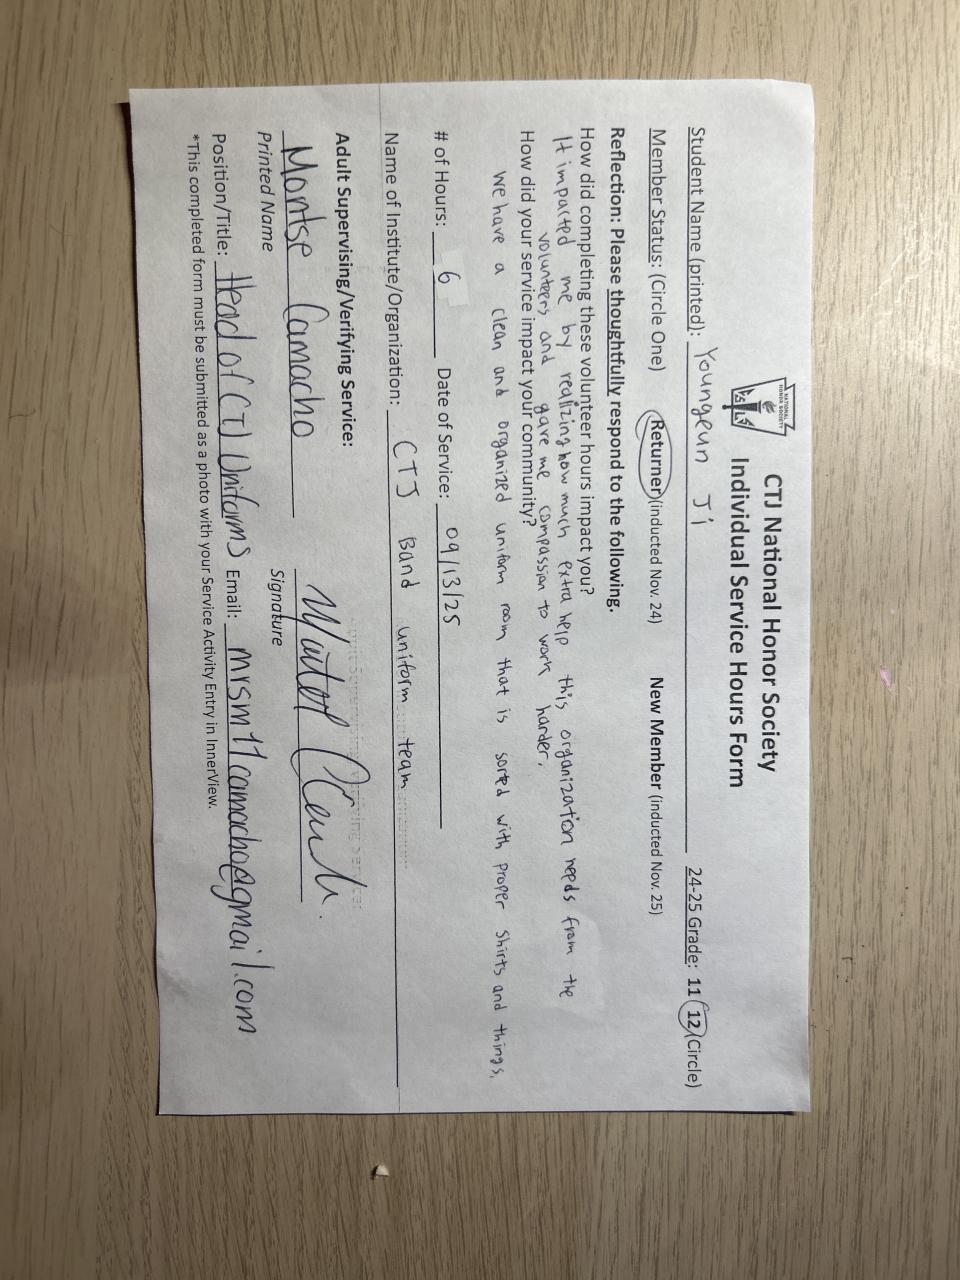 NATIONAL HONOR SOCIETY
CTJ National Honor Society
Individual Service Hours Form
Student Name (printted): Youngeun Ji 24-25 Grade: 11 12 (Circle)
Member Status: (Circle One) Returner (inducted Nov. 24) New Member (inducted Nov. 25)
Reflection: Please thoughtfully respond to the following.
How did completing these volunteer hours impact you?
It impacted me by realizing how much extra help this organization needs from the
volunteers and gave me compassion to work harder.
How did your service impact your community?
We have a clean and organized uniform room that is sorted with proper shirts and things.
# of Hours: 6 Date of Service: 09/13/25
Name of Institute/Organization: CTJ Band uniform team
Adult Supervising/Verifying Service:
Montse Camacho
Printed Name Signature
Position/Title: Head of CTJ Uniforms Email: mrsm11camacho@gmail.com
*This completed form must be submitted as a photo with your Service Activity Entry in InnerView.